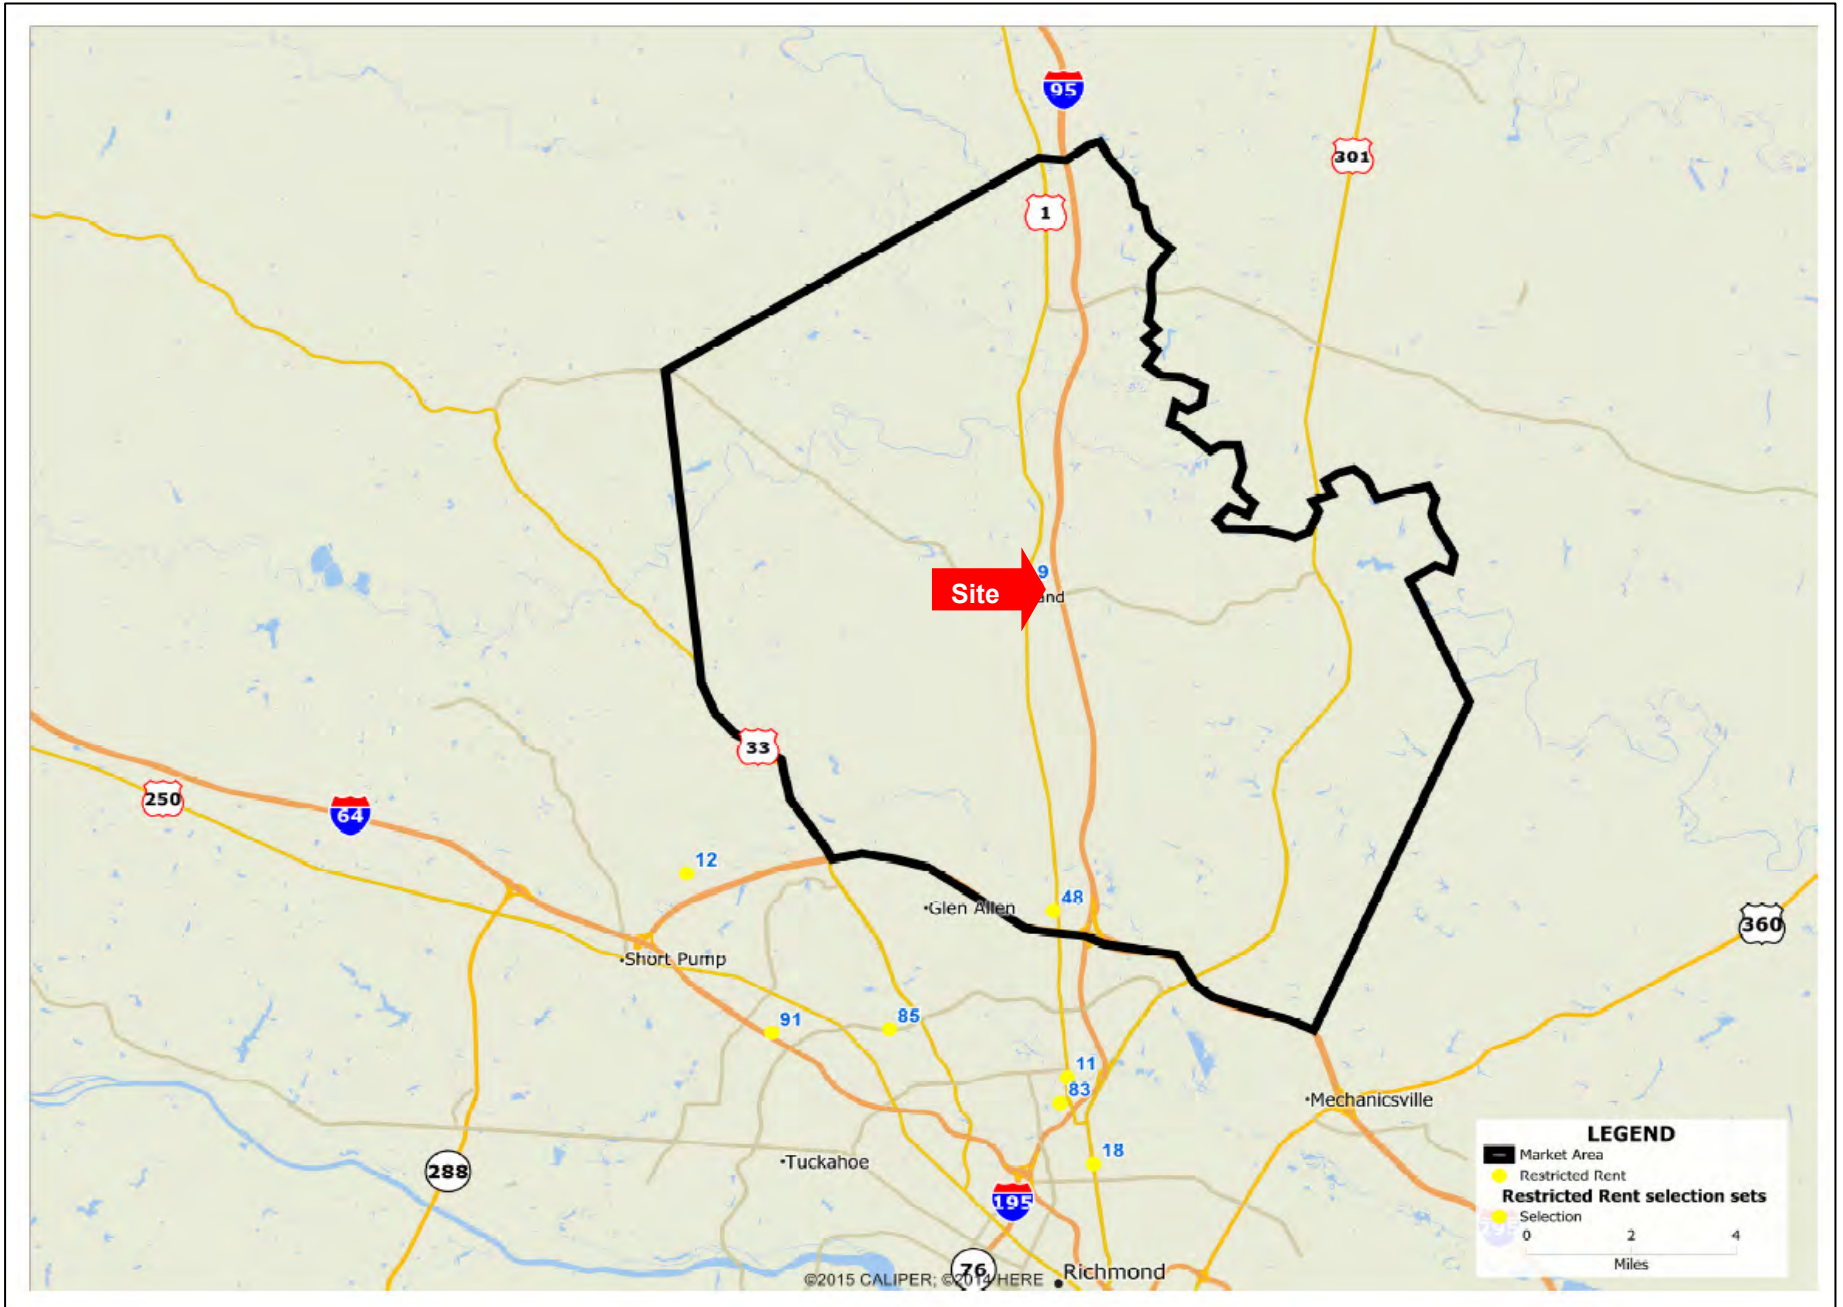 95
301
1
9
Site
and
33
250
64
12
48
Glen Allen
360
Short Pump
91
85
11
83
Mechanicsville
18
Tuckahoe
288
195
76
Richmond
©2015 CALIPER; ©2014 HERE
LEGEND
Market Area
Restricted Rent
Restricted Rent selection sets
Selection
0 2 4
Miles